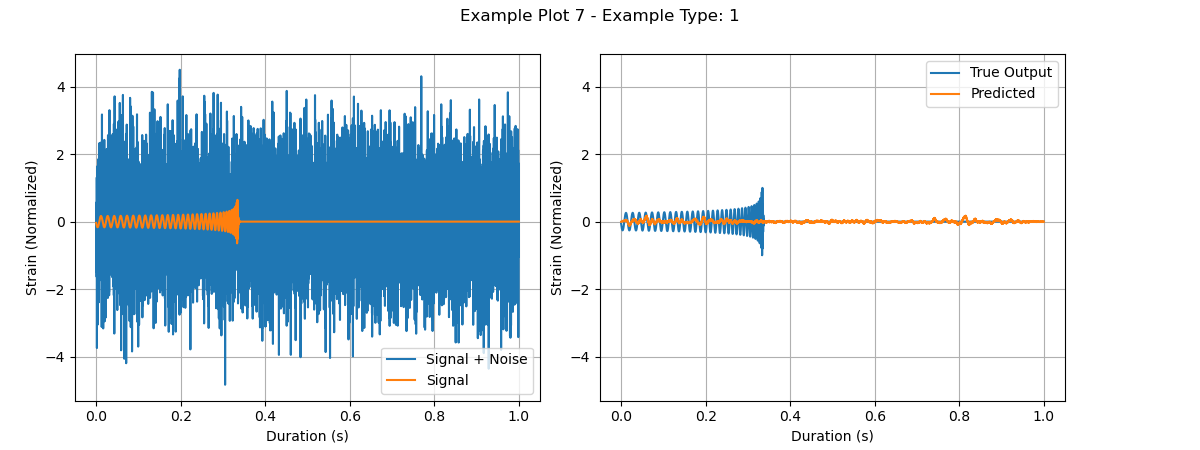 Example Plot 7 - Example Type: 1
Strain (Normalized)
4
2
0
−2
−4
Signal + Noise
Signal
0.0 0.2 0.4 0.6 0.8 1.0
Duration (s)
Strain (Normalized)
4
2
0
−2
−4
True Output
Predicted
0.0 0.2 0.4 0.6 0.8 1.0
Duration (s)